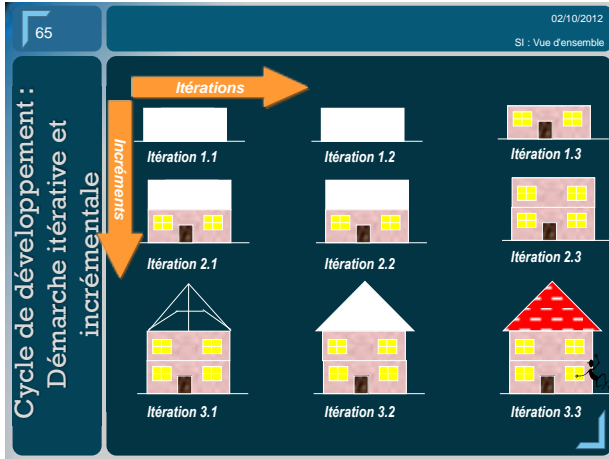 65
02/10/2012
SI : Vue d'ensemble
Cycle de développement :
Démarche itérative et
incrémentale
Itérations
Incréments
Itération 1.1
Itération 1.2
Itération 1.3
Itération 2.1
Itération 2.2
Itération 2.3
Itération 3.1
Itération 3.2
Itération 3.3